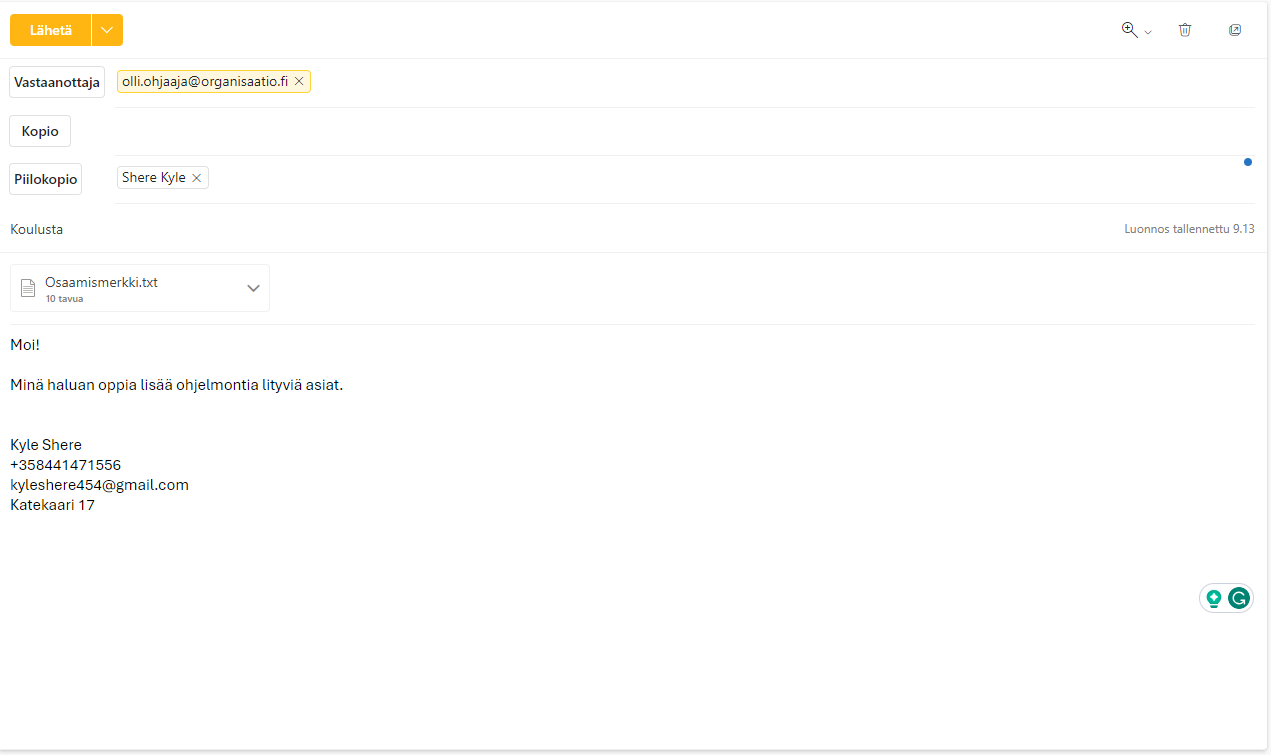 Lähetä
Vastaanottaja olli.ohjaaja@organisaatio.fi
Kopio
Piilokopio Shere Kyle
Koulusta Luonnos tallennettu 9.13
Osaamismerkki.txt
10 tavua
Moi!
Minä haluan oppia lisää ohjelmontia lityviä asiat.
Kyle Shere
+358441471556
kyleshere454@gmail.com
Katekaari 17